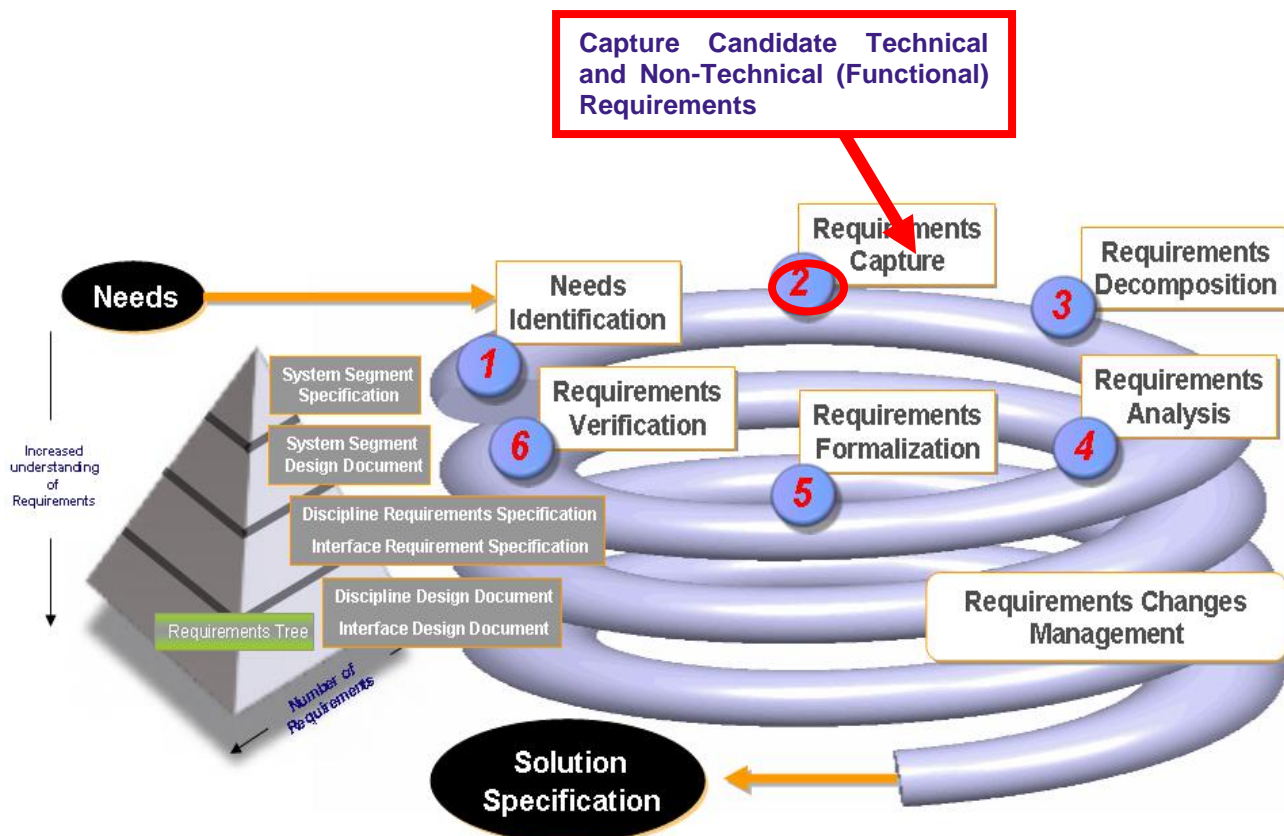 Capture Candidate Technical
and Non-Technical (Functional)
Requirements
Requirements
Capture
2
Requirements
Decomposition
3
Needs
Needs
Identification
1
System Segment
Specification
Requirements
Verification
6
Requirements
Formalization
5
Requirements
Analysis
4
System Segment
Design Document
Increased
understanding
of
Requirements
Discipline Requirements Specification
Interface Requirement Specification
Discipline Design Document
Interface Design Document
Requirements Tree
Number of
Requirements
Requirements Changes
Management
Solution
Specification